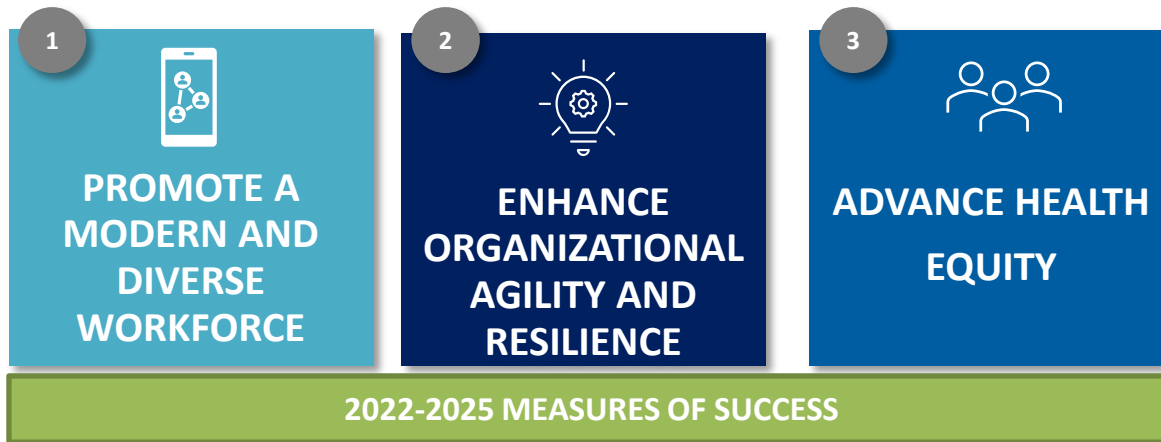 1
PROMOTE A
MODERN AND
DIVERSE
WORKFORCE
2
ENHANCE
ORGANIZATIONAL
AGILITY AND
RESILIENCE
3
ADVANCE HEALTH
EQUITY
2022-2025 MEASURES OF SUCCESS